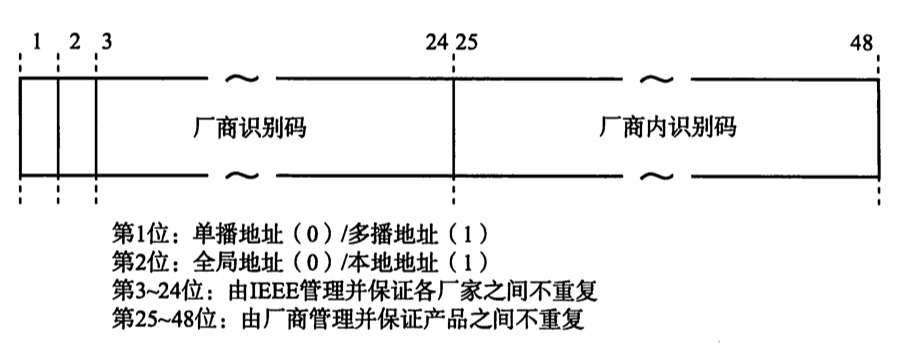 1 2 3 24 25 48
厂商识别码 厂商内识别码
第1位：单播地址（0）/多播地址（1）
第2位：全局地址（0）/本地地址（1）
第3~24位：由IEEE管理并保证各厂家之间不重复
第25~48位：由厂商管理并保证产品之间不重复